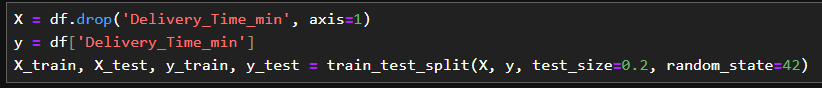 X = df.drop('Delivery_Time_min', axis=1)
y = df['Delivery_Time_min']
X_train, X_test, y_train, y_test = train_test_split(X, y, test_size=0.2, random_state=42)